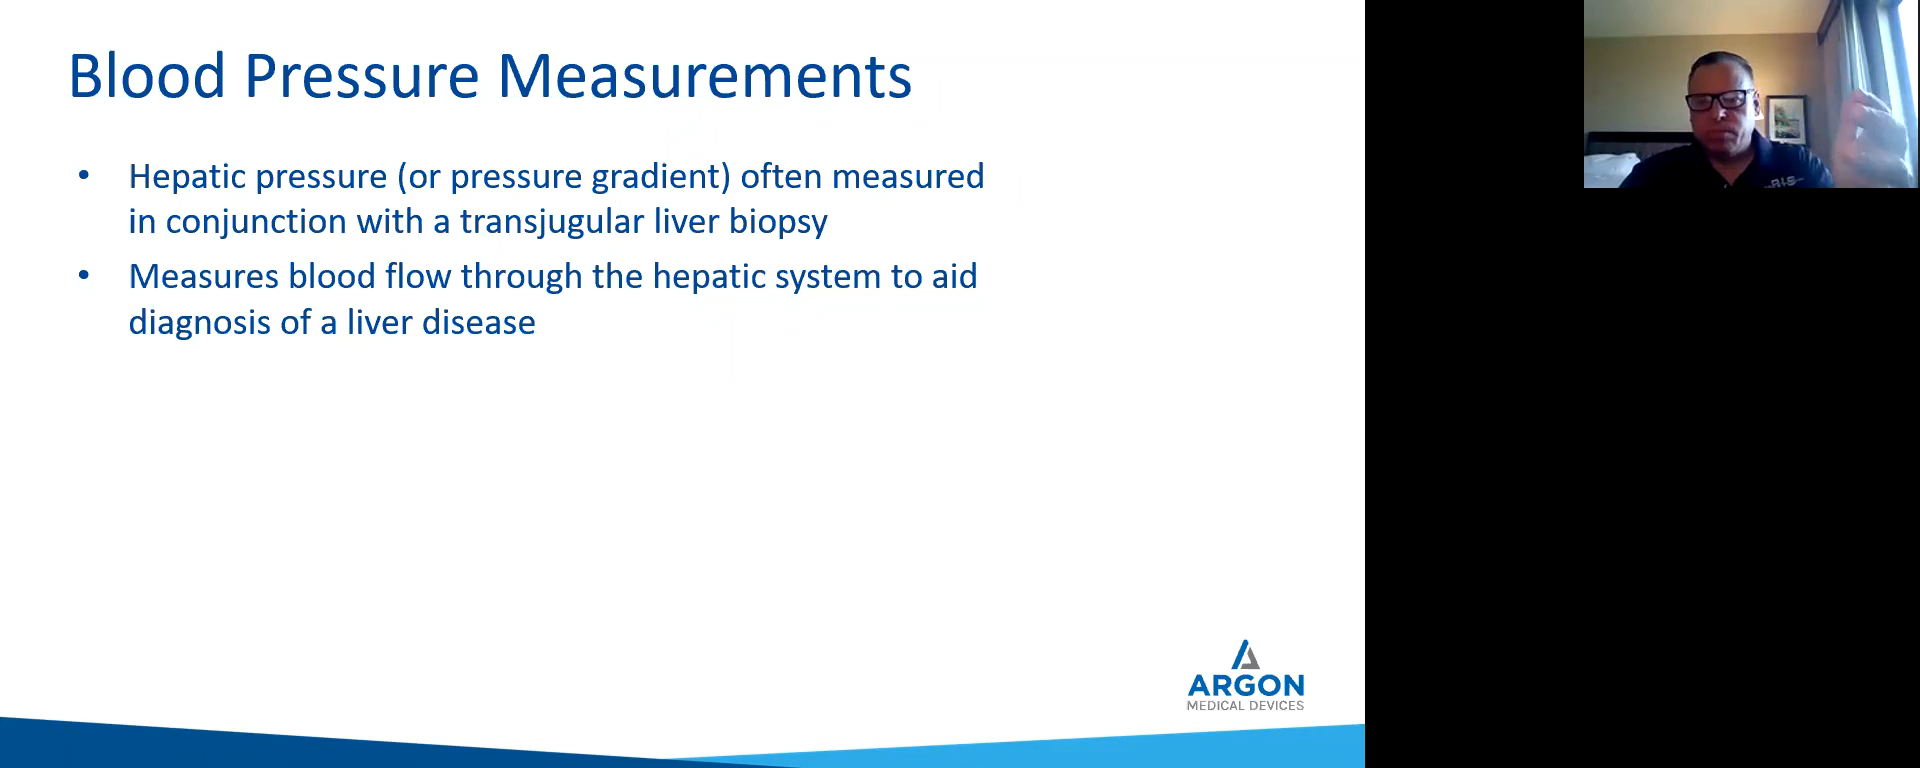 Blood Pressure Measurements
• Hepatic pressure (or pressure gradient) often measured
in conjunction with a transjugular liver biopsy
• Measures blood flow through the hepatic system to aid
diagnosis of a liver disease
ARGON
MEDICAL DEVICES